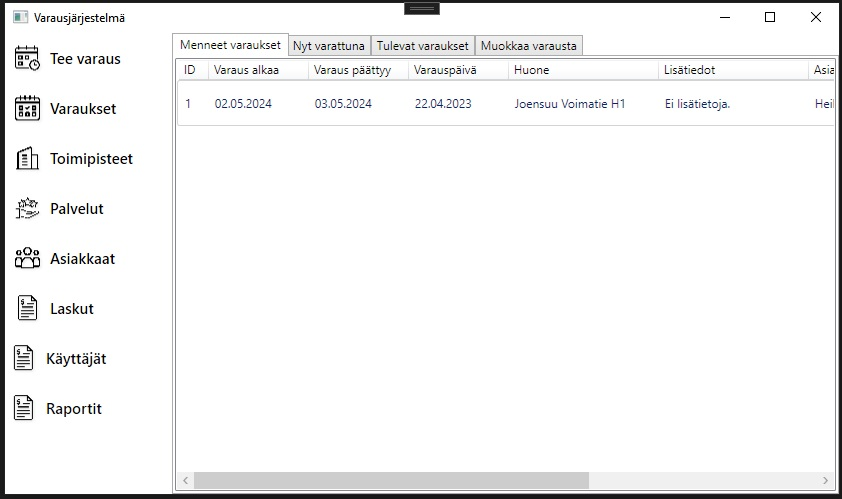 Varausjärjestelmä
Tee varaus
Varaukset
Toimipisteet
Palvelut
Asiakkaat
Laskut
Käyttäjät
Raportit
Menneet varaukset Nyt varattuna Tulevat varaukset Muokkaa varausta
ID Varaus alkaa Varaus päättyy Varauspäivä Huone Lisätiedot Asia
1 02.05.2024 03.05.2024 22.04.2023 Joensuu Voimatie H1 Ei lisätietoja. Hei